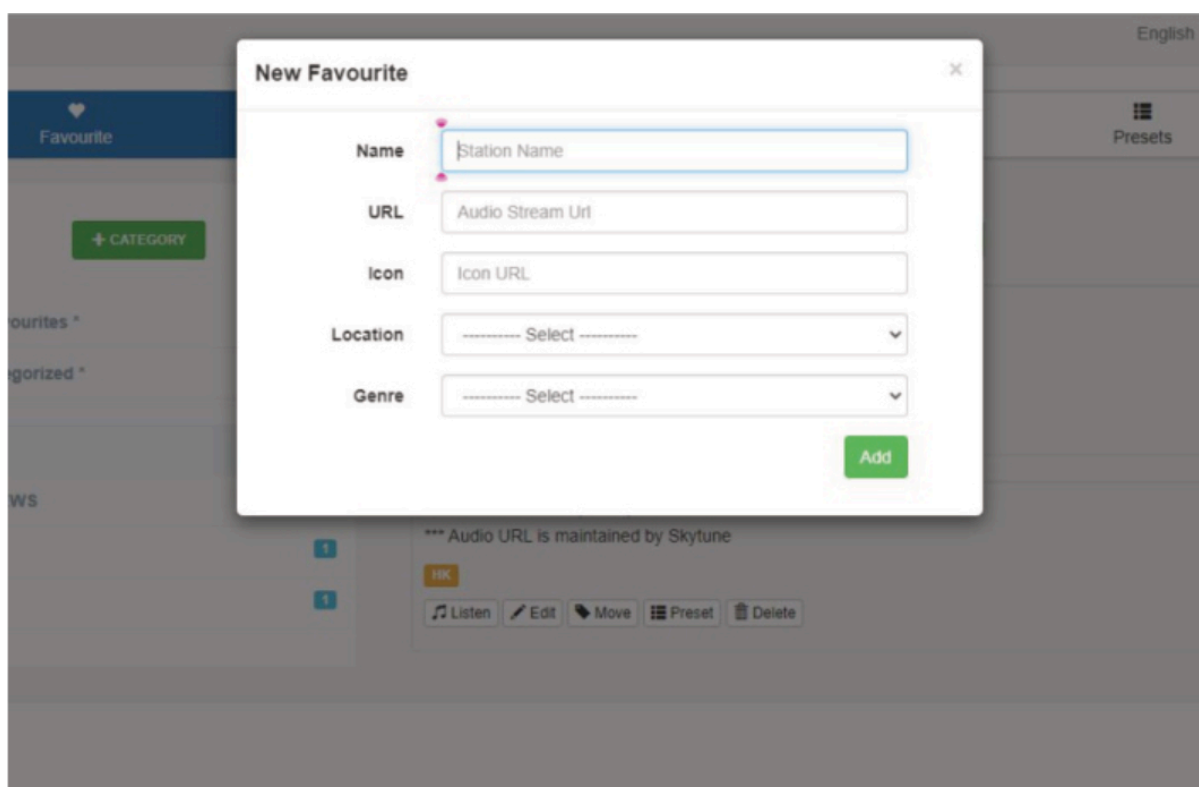 English
New Favourite ×
Favourite
Presets
Name Station Name
URL Audio Stream Url
+ CATEGORY
Icon Icon URL
ourites *
Location ---------- Select ----------
egorized *
Genre ---------- Select ----------
Add
ws
*** Audio URL is maintained by Skytune
1
HK
1
Listen Edit Move Preset Delete